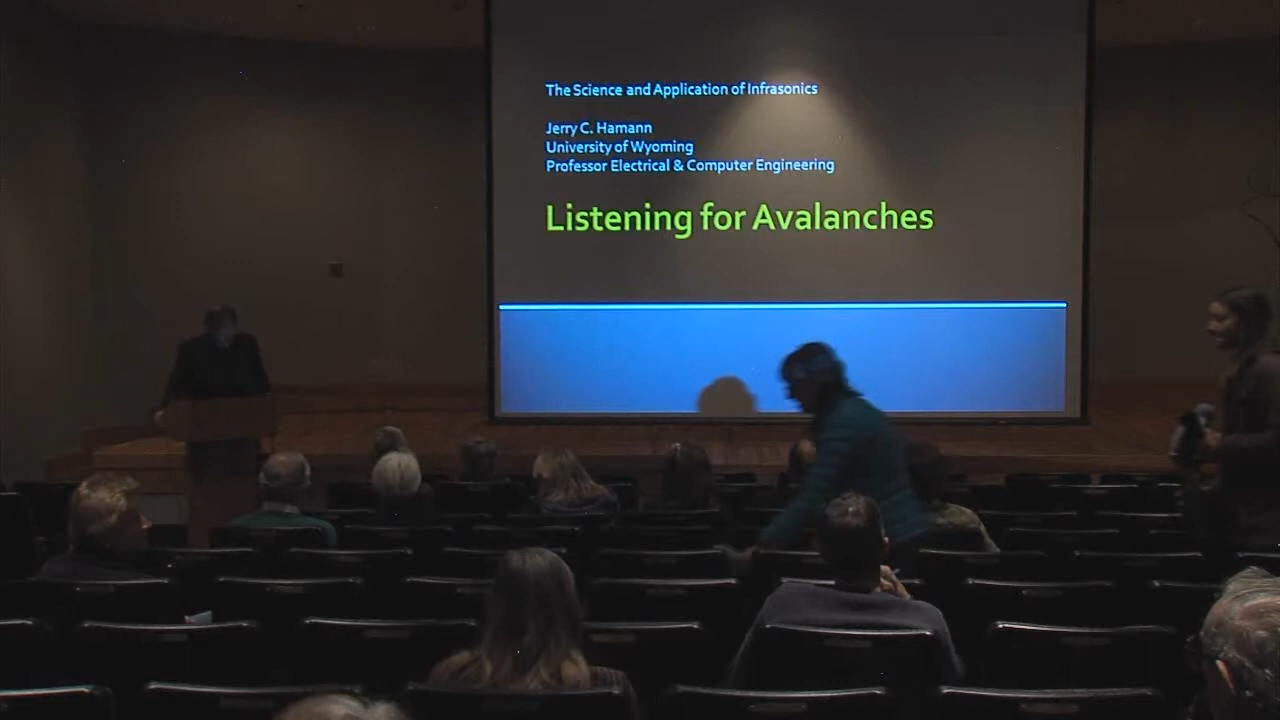 The Science and Application of Infrasonics
Jerry C. Hamann
University of Wyoming
Professor Electrical & Computer Engineering
Listening for Avalanches